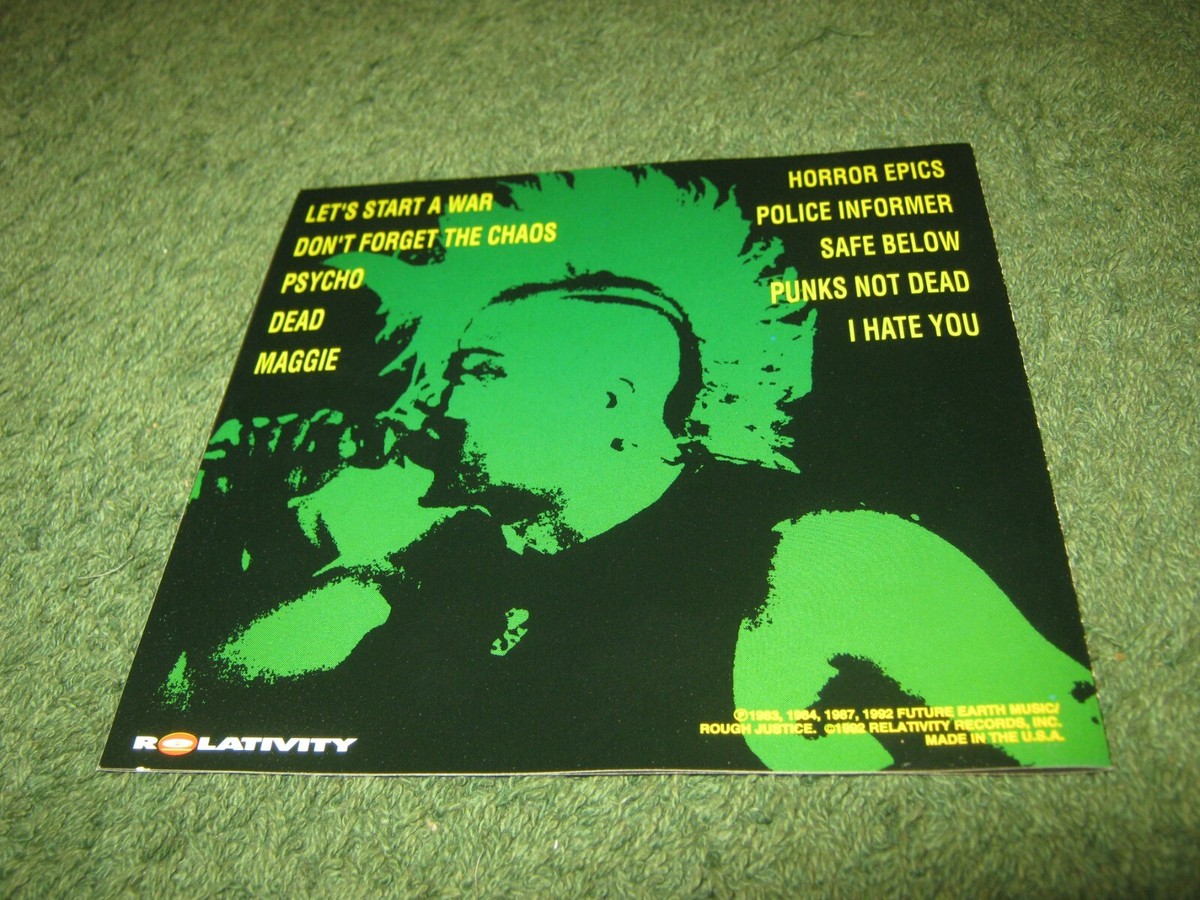 LET'S START A WAR
DON'T FORGET THE CHAOS
PSYCHO
DEAD
MAGGIE
HORROR EPICS
POLICE INFORMER
SAFE BELOW
PUNKS NOT DEAD
I HATE YOU
RELATIVITY
℗1983, 1984, 1987, 1992 FUTURE EARTH MUSIC/
ROUGH JUSTICE. ©1992 RELATIVITY RECORDS, INC.
MADE IN THE U.S.A.